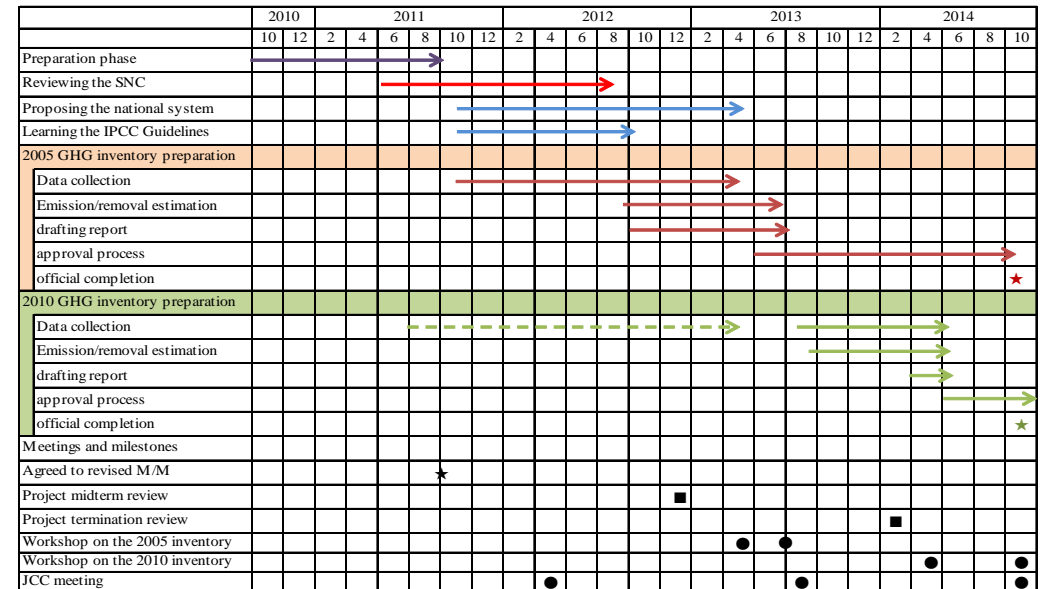 2010 2011 2012 2013 2014
10 12 2 4 6 8 10 12 2 4 6 8 10 12 2 4 6 8 10 12 2 4 6 8 10
Preparation phase
Reviewing the SNC
Proposing the national system
Learning the IPCC Guidelines
2005 GHG inventory preparation
Data collection
Emission/removal estimation
drafting report
approval process
official completion
2010 GHG inventory preparation
Data collection
Emission/removal estimation
drafting report
approval process
official completion
Meetings and milestones
Agreed to revised M/M
Project midterm review
Project termination review
Workshop on the 2005 inventory
Workshop on the 2010 inventory
JCC meeting